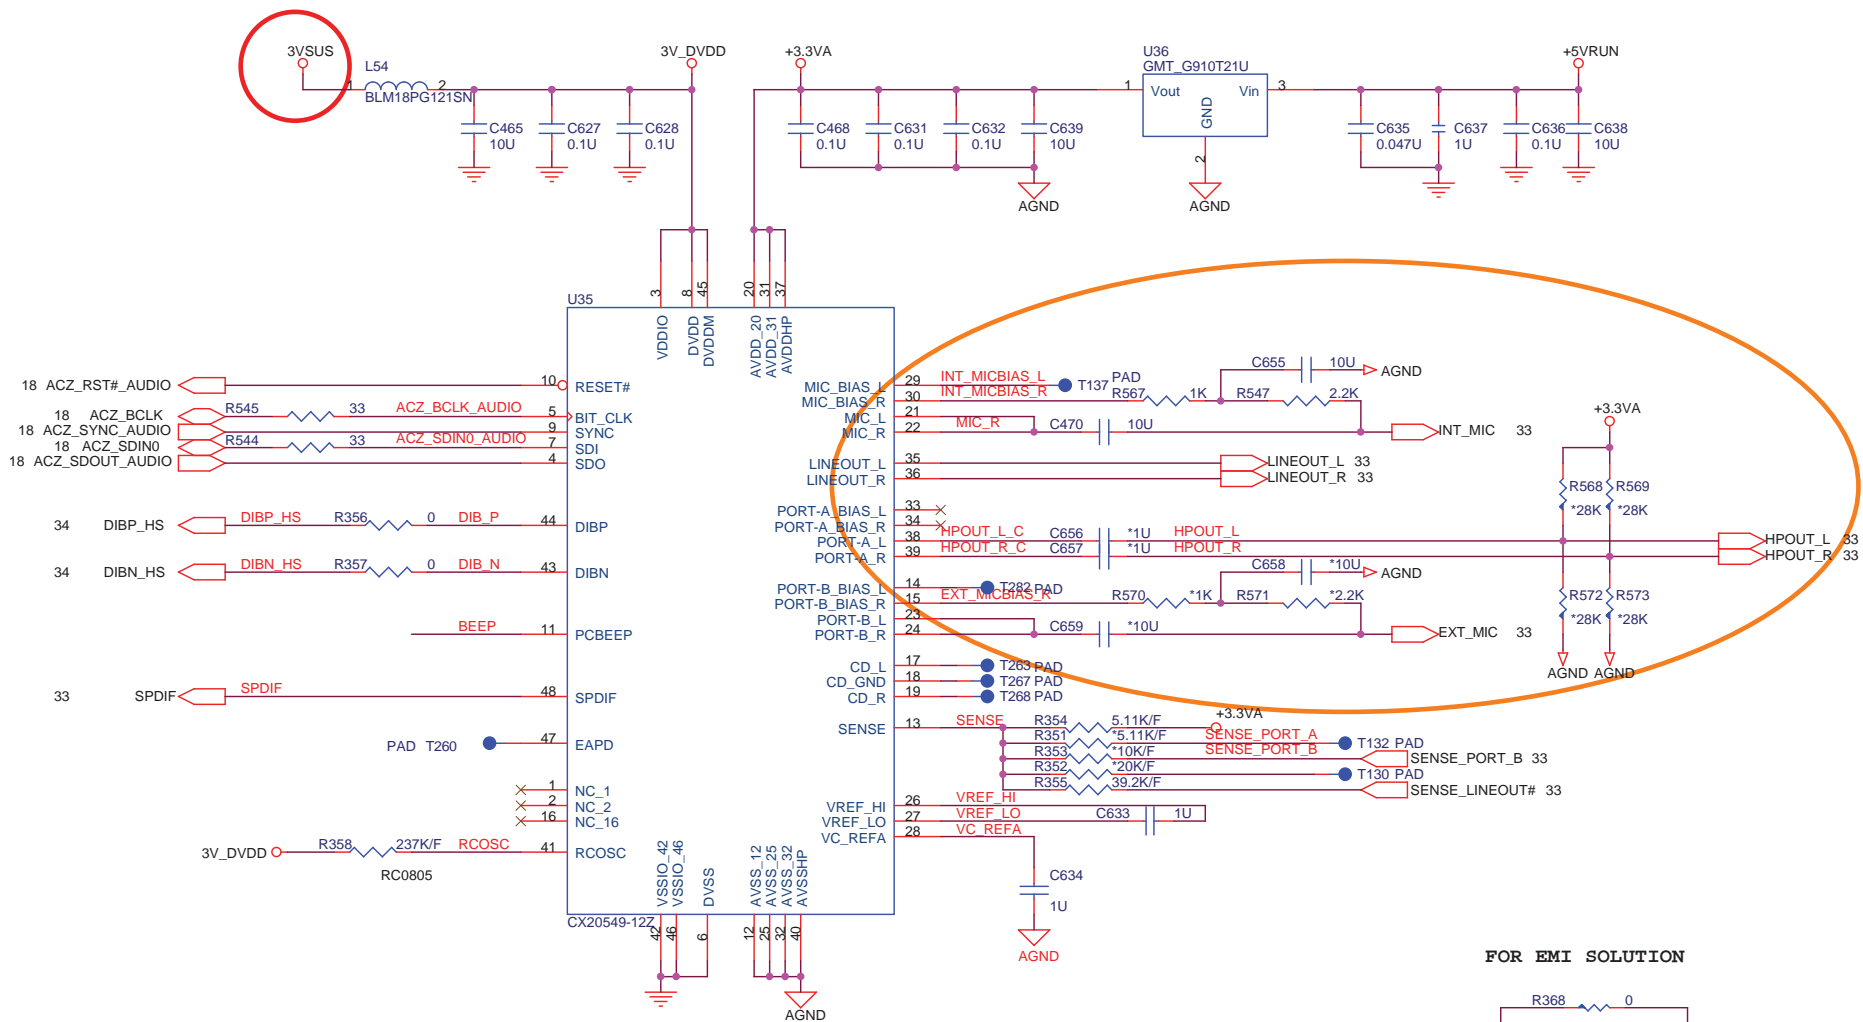 3VSUS
L54
1 2
BLM18PG121SN
3V_DVDD
C465
10U
C627
0.1U
C628
0.1U
+3.3VA
C468
0.1U
C631
0.1U
C632
0.1U
C639
10U
AGND
U36
GMT_G910T21U
1 Vout Vin 3
GND
2
AGND
+5VRUN
C635
0.047U
C637
1U
C636
0.1U
C638
10U
U35
3 8 45 20 31 37
VDDIO DVDD DVDDM AVDD_20 AVDD_31 AVDDHP
18 ACZ_RST#_AUDIO 10 RESET#
18 ACZ_BCLK R545 33 ACZ_BCLK_AUDIO 5 BIT_CLK
18 ACZ_SYNC_AUDIO 9 SYNC
18 ACZ_SDIN0 R544 33 ACZ_SDIN0_AUDIO 7 SDI
18 ACZ_SDOUT_AUDIO 4 SDO
34 DIBP_HS DIBP_HS R356 0 DIB_P 44 DIBP
34 DIBN_HS DIBN_HS R357 0 DIB_N 43 DIBN
BEEP 11 PCBEEP
33 SPDIF SPDIF 48 SPDIF
PAD T260 47 EAPD
1 NC_1
2 NC_2
16 NC_16
3V_DVDD R358 237K/F RCOSC 41 RCOSC
RC0805
MIC_BIAS_L 29 INT_MICBIAS_L T137 PAD
MIC_BIAS_R 30 INT_MICBIAS_R R567 1K R547 2.2K
C655 10U AGND
MIC_L 21
MIC_R 22 MIC_R C470 10U INT_MIC 33
LINEOUT_L 35 LINEOUT_L 33
LINEOUT_R 36 LINEOUT_R 33
PORT-A_BIAS_L 33
PORT-A_BIAS_R 34
PORT-A_L 38 HPOUT_L_C C656 *1U HPOUT_L HPOUT_L 33
PORT-A_R 39 HPOUT_R_C C657 *1U HPOUT_R HPOUT_R 33
+3.3VA
R568 *28K
R569 *28K
R572 *28K
R573 *28K
AGND AGND
C658 *10U AGND
PORT-B_BIAS_L 14 T282 PAD
PORT-B_BIAS_R 15 EXT_MICBIAS_R R570 *1K R571 *2.2K
PORT-B_L 23
PORT-B_R 24 C659 *10U EXT_MIC 33
CD_L 17 T263 PAD
CD_GND 18 T267 PAD
CD_R 19 T268 PAD
SENSE 13 SENSE R354 5.11K/F +3.3VA
R351 *5.11K/F SENSE_PORT_A T132 PAD
R353 *10K/F SENSE_PORT_B SENSE_PORT_B 33
R352 *20K/F T130 PAD
R355 39.2K/F SENSE_LINEOUT# 33
VREF_HI 26 VREF_HI
VREF_LO 27 VREF_LO C633 1U
VC_REFA 28 VC_REFA
C634
1U
AGND
VSSIO_42 VSSIO_46 DVSS AVSS_12 AVSS_25 AVSS_32 AVSSHP
CX20549-12Z
42 46 6 12 25 32 40
AGND
FOR EMI SOLUTION
R368 0